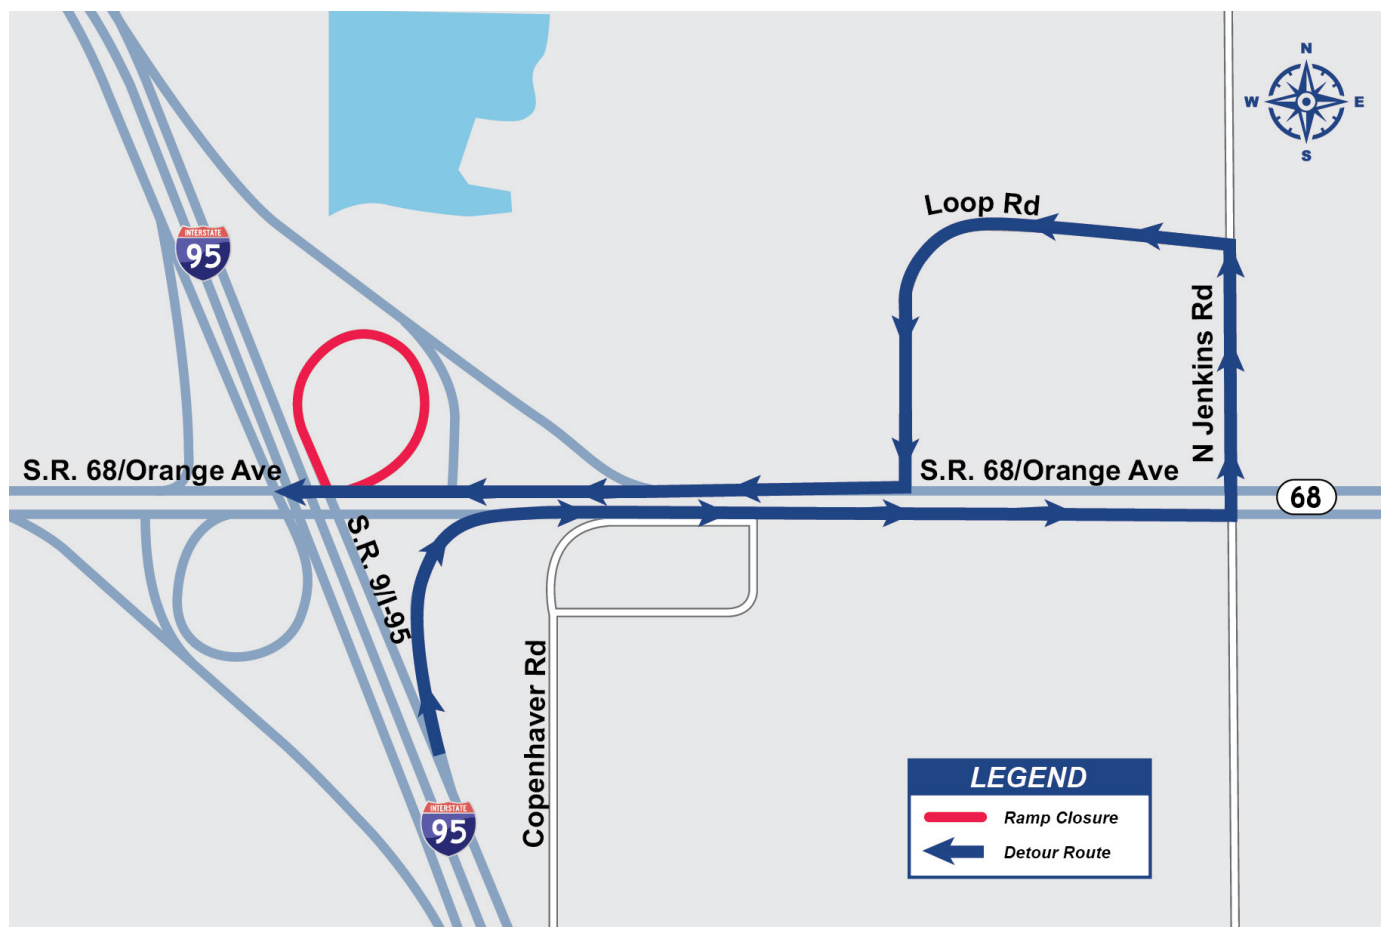 N
W
E
S
Loop Rd
INTERSTATE
95
N Jenkins Rd
S.R. 68/Orange Ave
S.R. 68/Orange Ave
68
S.R. 9/I-95
Copenhaver Rd
INTERSTATE
95
LEGEND
Ramp Closure
Detour Route